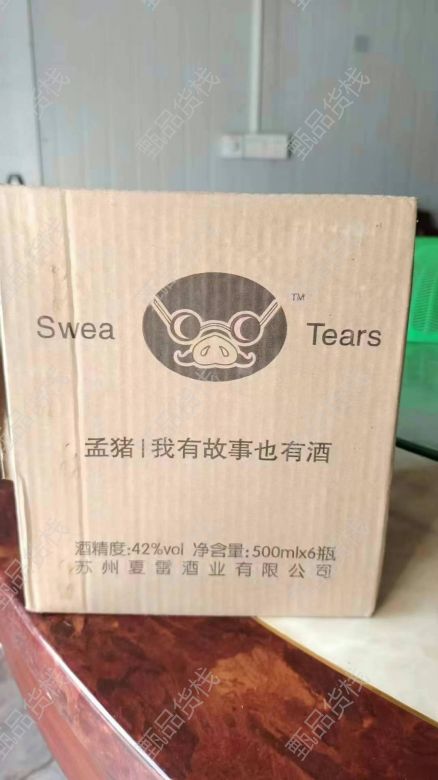 Swea TM Tears
孟猪|我有故事也有酒
酒精度:42%vol 净含量:500mlx6瓶
苏州夏雷酒业有限公司
甄品货栈